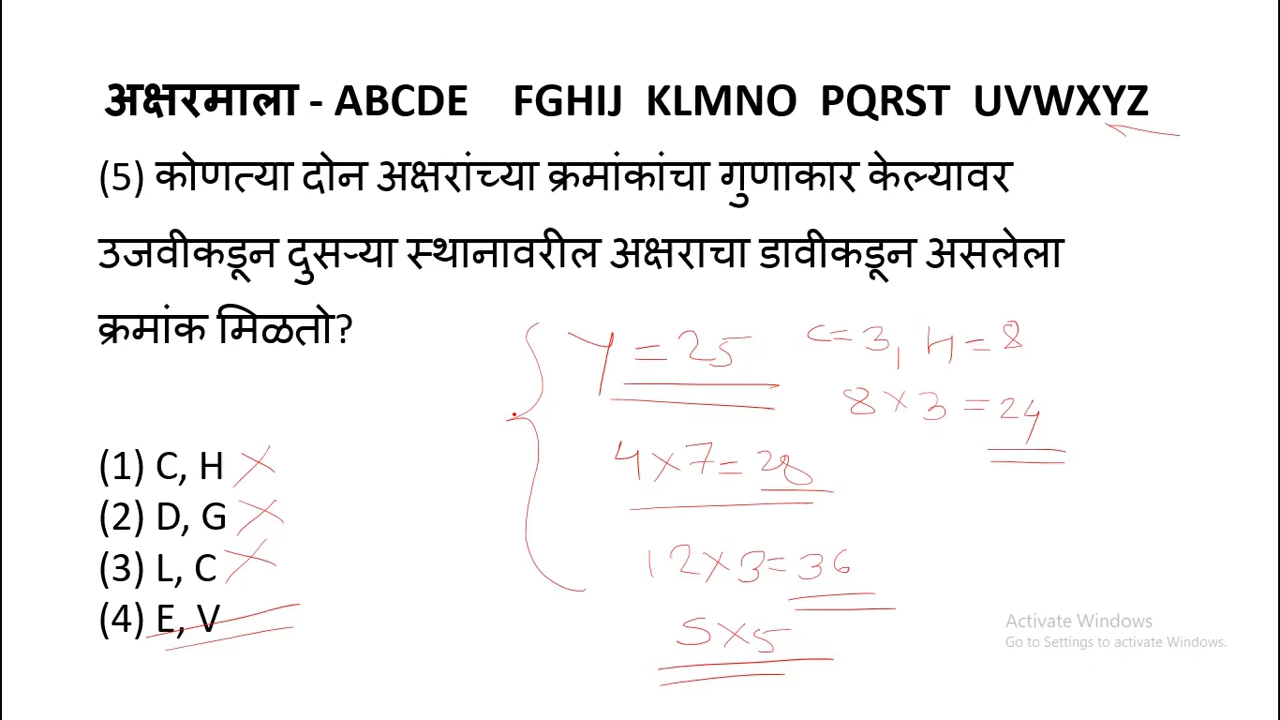 अक्षरमाला - ABCDE FGHIJ KLMNO PQRST UVWXYZ
(5) कोणत्या दोन अक्षरांच्या क्रमांकांचा गुणाकार केल्यावर
उजवीकडून दुसऱ्या स्थानावरील अक्षराचा डावीकडून असलेला
क्रमांक मिळतो?
Y = 25
C = 3, H = 8
8 × 3 = 24
(1) C, H ×
4 × 7 = 28
(2) D, G ×
(3) L, C ×
12 × 3 = 36
(4) E, V
5 × 5
Activate Windows
Go to Settings to activate Windows.